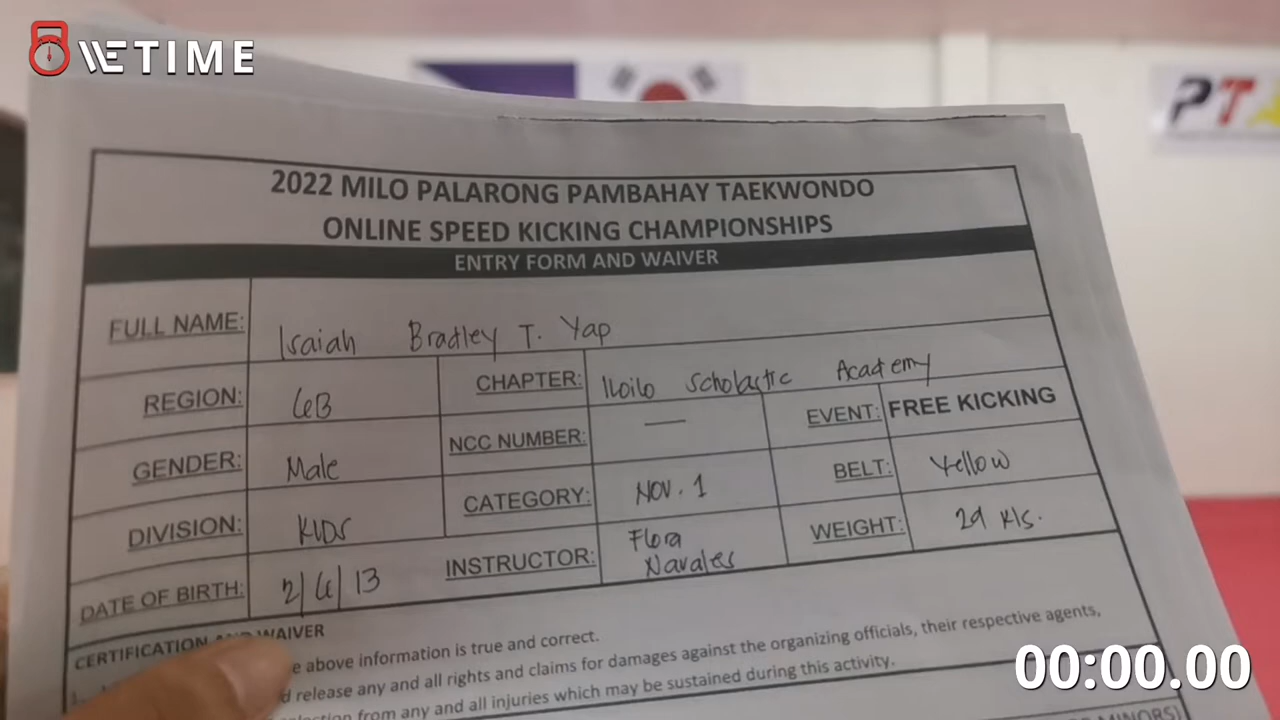 WETIME
PT
2022 MILO PALARONG PAMBAHAY TAEKWONDO
ONLINE SPEED KICKING CHAMPIONSHIPS
ENTRY FORM AND WAIVER
FULL NAME: Isaiah Bradley T. Yap
REGION: 6B CHAPTER: Iloilo Scholastic Academy
GENDER: Male NCC NUMBER: — EVENT: FREE KICKING
DIVISION: KIDS CATEGORY: NOV. 1 BELT: Yellow
DATE OF BIRTH: 2/6/13 INSTRUCTOR: Flora Navales WEIGHT: 29 Kls.
CERTIFICATION AND WAIVER
above information is true and correct.
release any and all rights and claims for damages against the organizing officials, their respective agents,
from any and all injuries which may be sustained during this activity.
MINORS)
00:00.00